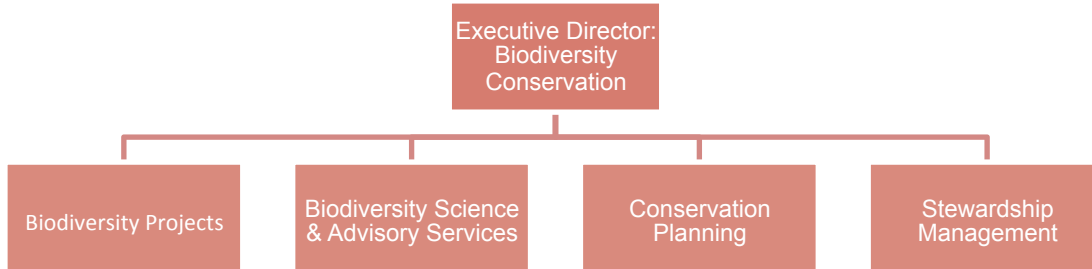 Executive Director:
Biodiversity
Conservation
Biodiversity Projects
Biodiversity Science
& Advisory Services
Conservation
Planning
Stewardship
Management